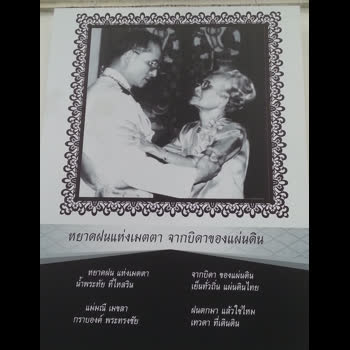 หยาดฝนแห่งเมตตา จากบิดาของแผ่นดิน
หยาดฝน แห่งเมตตา
น้ำพระทัย ที่ไหลริน
แม่มณี เมขลา
กราบองค์ พระทรงชัย
จากบิดา ของแผ่นดิน
เย็นทั่วถิ่น แผ่นดินไทย
ฝนตกมา แล้วใช่ไหม
เทวดา ที่เดินดิน